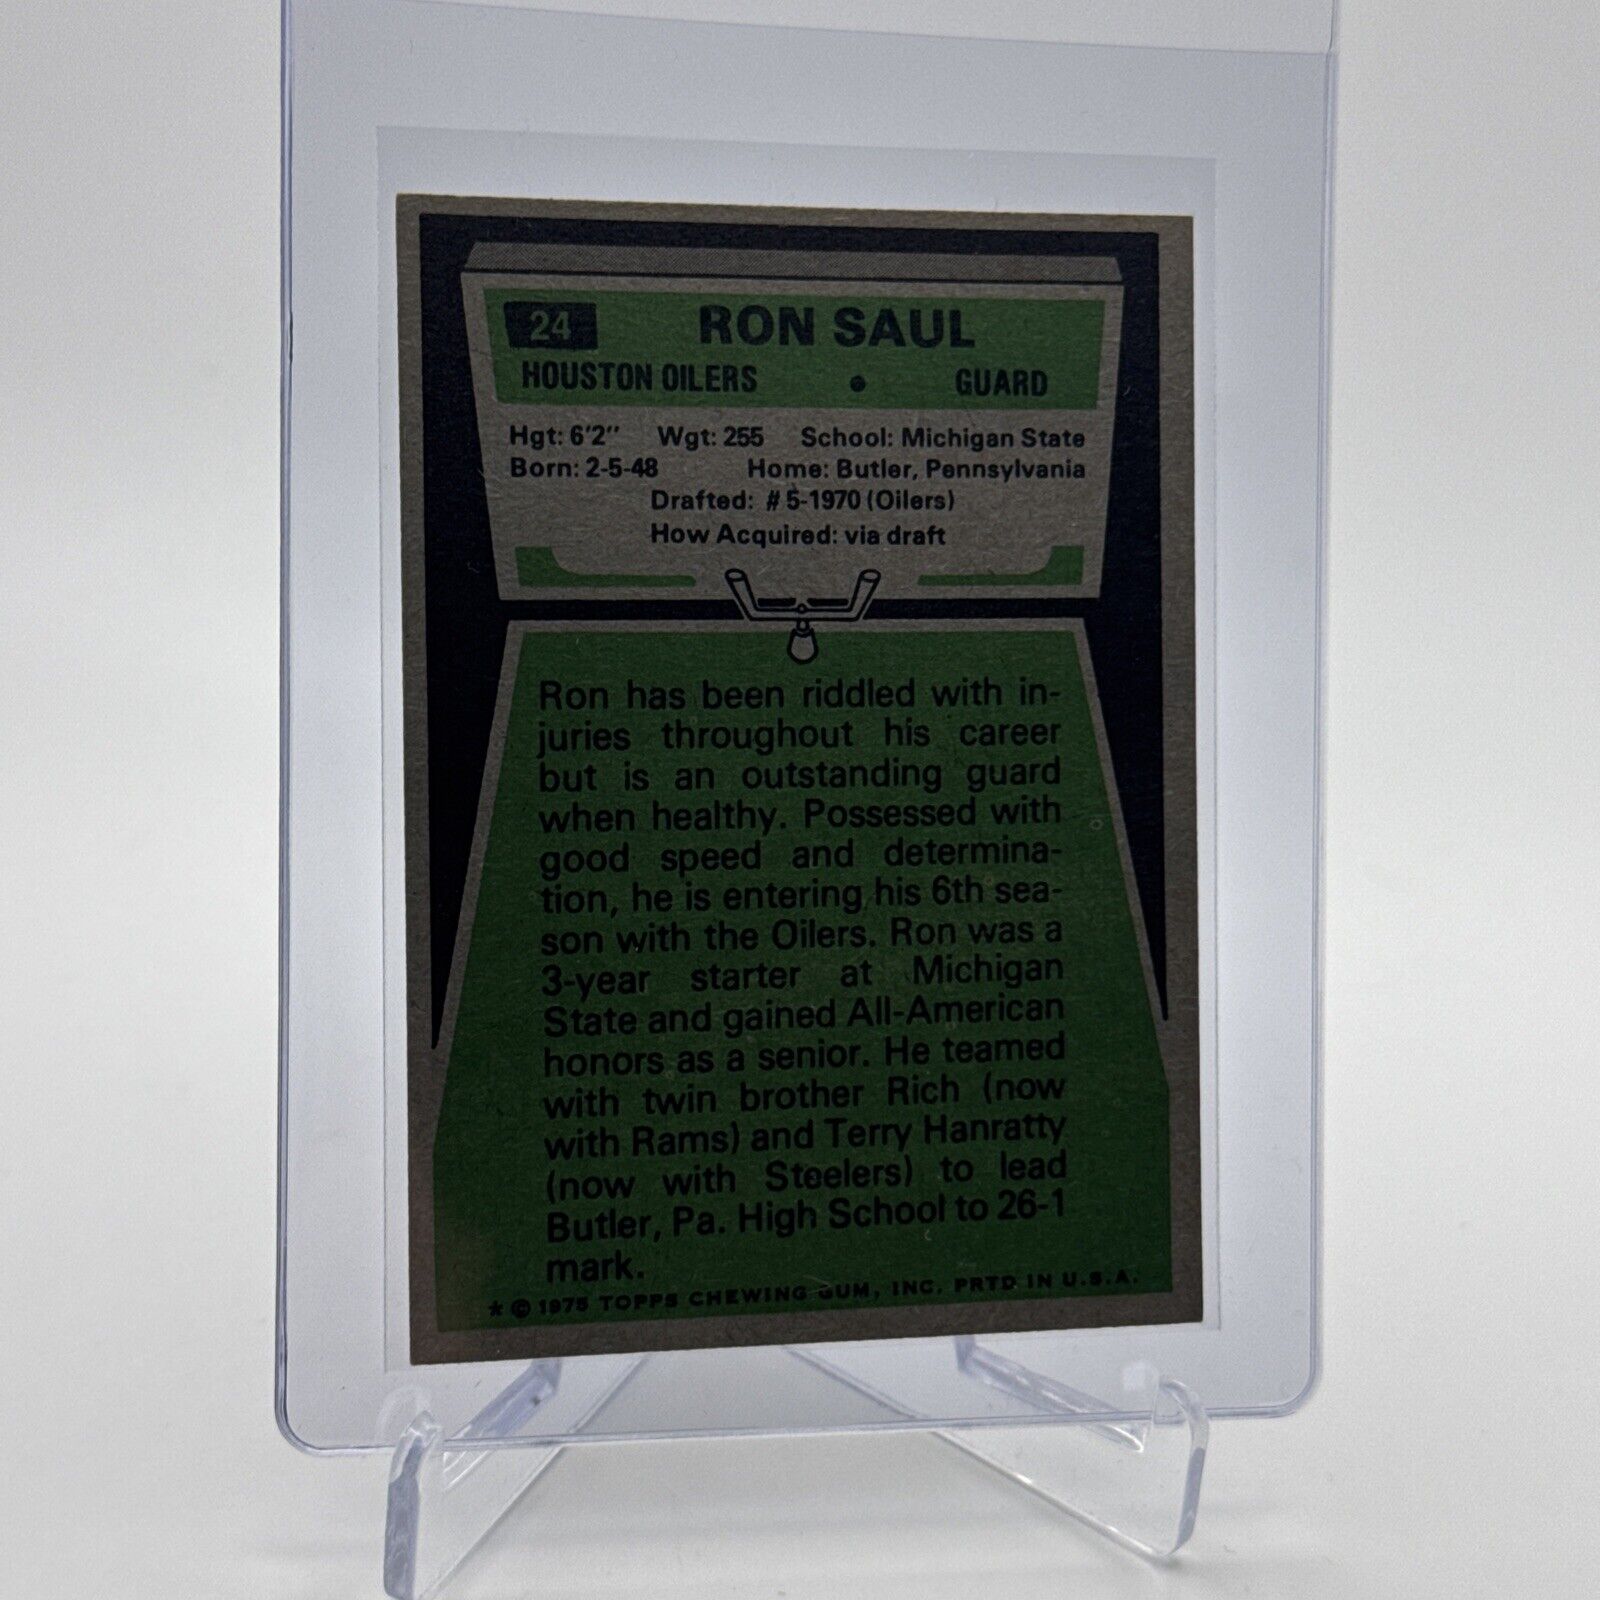 24 RON SAUL
HOUSTON OILERS • GUARD
Hgt: 6'2" Wgt: 255 School: Michigan State
Born: 2-5-48 Home: Butler, Pennsylvania
Drafted: #5-1970 (Oilers)
How Acquired: via draft
Ron has been riddled with in-
juries throughout his career
but is an outstanding guard
when healthy. Possessed with
good speed and determina-
tion, he is entering his 6th sea-
son with the Oilers. Ron was a
3-year starter at Michigan
State and gained All-American
honors as a senior. He teamed
with twin brother Rich (now
with Rams) and Terry Hanratty
(now with Steelers) to lead
Butler, Pa. High School to 26-1
mark.
* © 1975 TOPPS CHEWING GUM, INC. PRTD IN U.S.A.